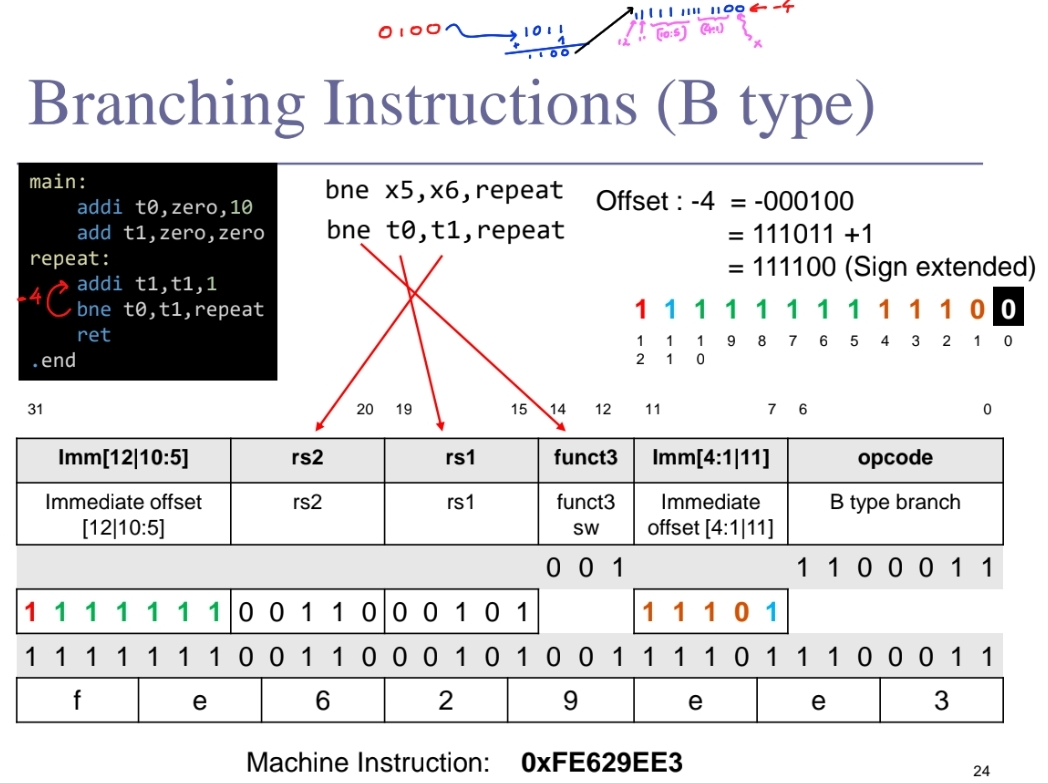 0100
1011
+ 1
1100
11111 1111 1100 ← -4
12 11 (10:5) (4:1) x
Branching Instructions (B type)
main:
addi t0,zero,10
add t1,zero,zero
repeat:
addi t1,t1,1
bne t0,t1,repeat
ret
.end
-4
bne x5,x6,repeat
bne t0,t1,repeat
Offset : -4 = -000100
= 111011 +1
= 111100 (Sign extended)
1 1 1 1 1 1 1 1 1 1 1 0 0
12 11 10 9 8 7 6 5 4 3 2 1 0
31 20 19 15 14 12 11 7 6 0
Imm[12|10:5] rs2 rs1 funct3 Imm[4:1|11] opcode
Immediate offset [12|10:5] rs2 rs1 funct3 sw Immediate offset [4:1|11] B type branch
0 0 1 1 1 0 0 0 1 1
1 1 1 1 1 1 1 0 0 1 1 0 0 0 1 0 1 1 1 1 0 1
1 1 1 1 1 1 1 0 0 1 1 0 0 0 1 0 1 0 0 1 1 1 1 0 1 1 1 0 0 0 1 1
f e 6 2 9 e e 3
Machine Instruction: 0xFE629EE3
24